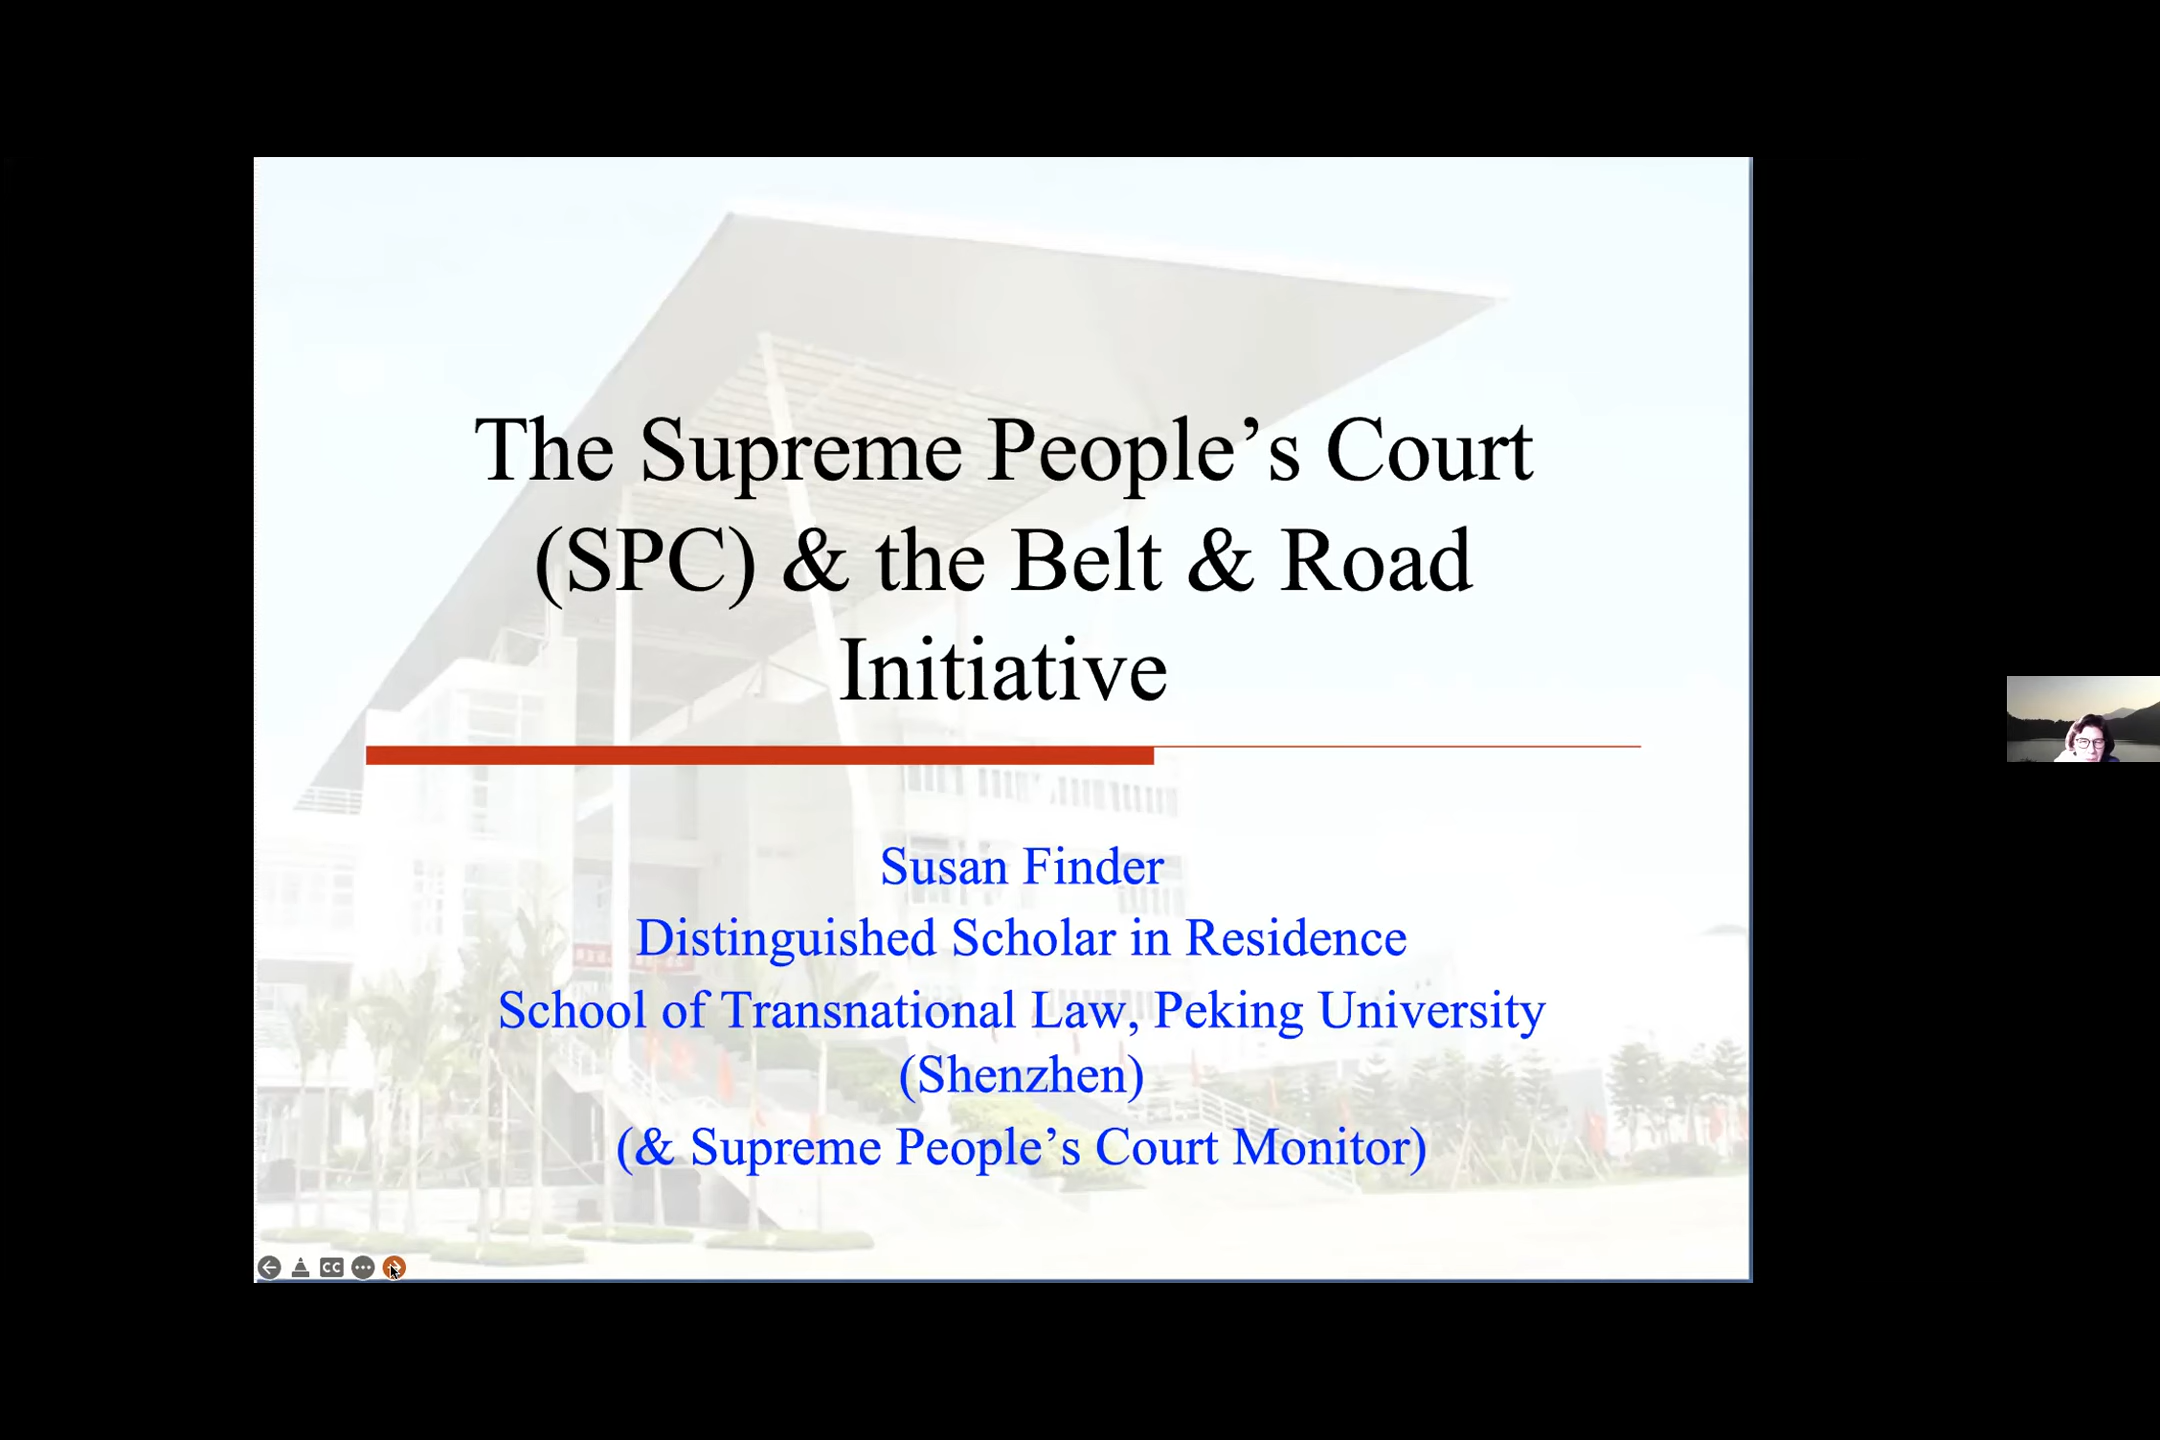 The Supreme People’s Court
(SPC) & the Belt & Road
Initiative
Susan Finder
Distinguished Scholar in Residence
School of Transnational Law, Peking University
(Shenzhen)
(& Supreme People’s Court Monitor)
CC